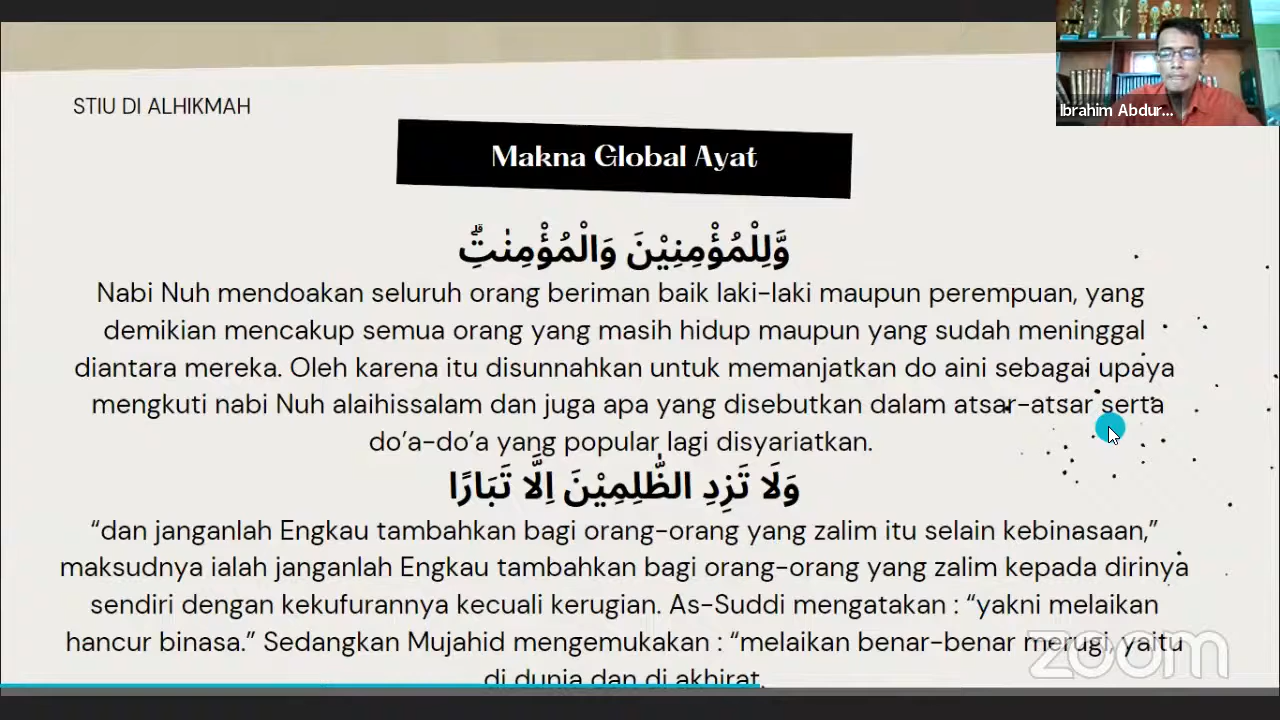 STIU DI ALHIKMAH
Ibrahim Abdur...
Makna Global Ayat
وَّلِلْمُؤْمِنِيْنَ وَالْمُؤْمِنٰتِۗ
Nabi Nuh mendoakan seluruh orang beriman baik laki-laki maupun perempuan, yang
demikian mencakup semua orang yang masih hidup maupun yang sudah meninggal
diantara mereka. Oleh karena itu disunnahkan untuk memanjatkan do aini sebagai upaya
mengkuti nabi Nuh alaihissalam dan juga apa yang disebutkan dalam atsar-atsar serta
do’a-do’a yang popular lagi disyariatkan.
وَلَا تَزِدِ الظّٰلِمِيْنَ اِلَّا تَبَارًا
“dan janganlah Engkau tambahkan bagi orang-orang yang zalim itu selain kebinasaan,”
maksudnya ialah janganlah Engkau tambahkan bagi orang-orang yang zalim kepada dirinya
sendiri dengan kekufurannya kecuali kerugian. As-Suddi mengatakan : “yakni melaikan
hancur binasa.” Sedangkan Mujahid mengemukakan : “melaikan benar-benar merugi, yaitu
di dunia dan di akhirat.
zoom